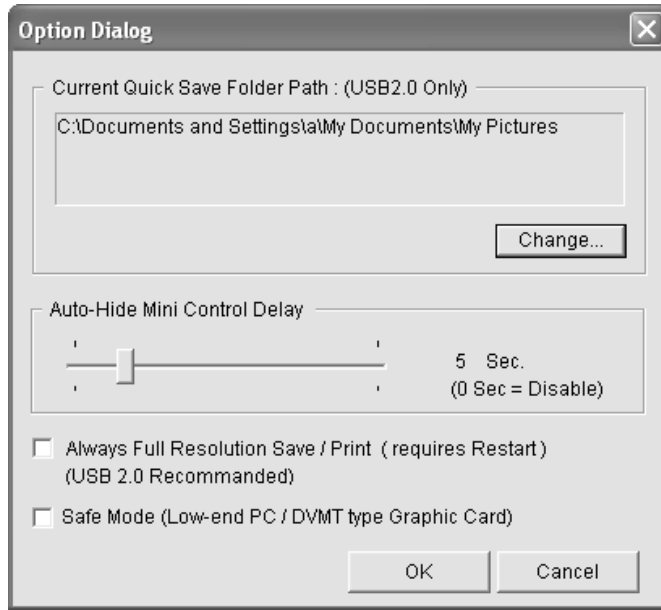 Option Dialog
Current Quick Save Folder Path : (USB2.0 Only)
C:\Documents and Settings\a\My Documents\My Pictures
Change...
Auto-Hide Mini Control Delay
5 Sec.
(0 Sec = Disable)
Always Full Resolution Save / Print ( requires Restart )
(USB 2.0 Recommanded)
Safe Mode (Low-end PC / DVMT type Graphic Card)
OK Cancel